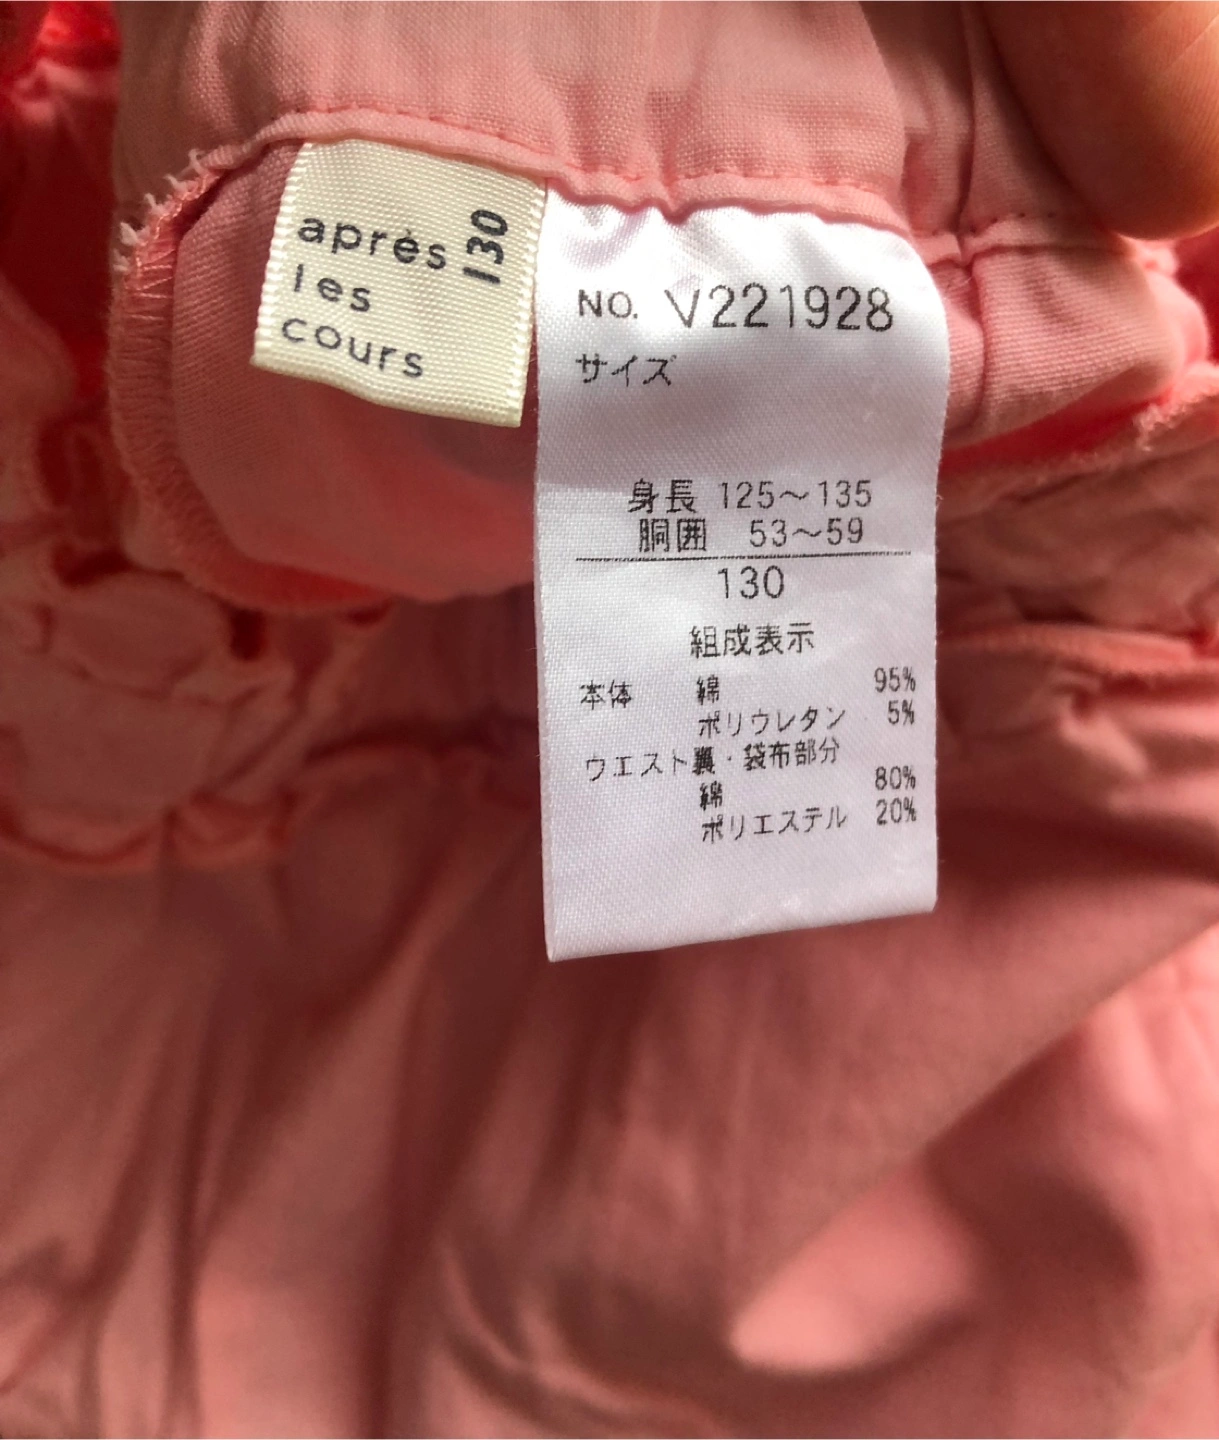 après
les
cours
130
NO. V221928
サイズ
身長 125～135
胴囲 53～59
130
組成表示
本体 綿 95%
ポリウレタン 5%
ウエスト裏・袋布部分
綿 80%
ポリエステル 20%